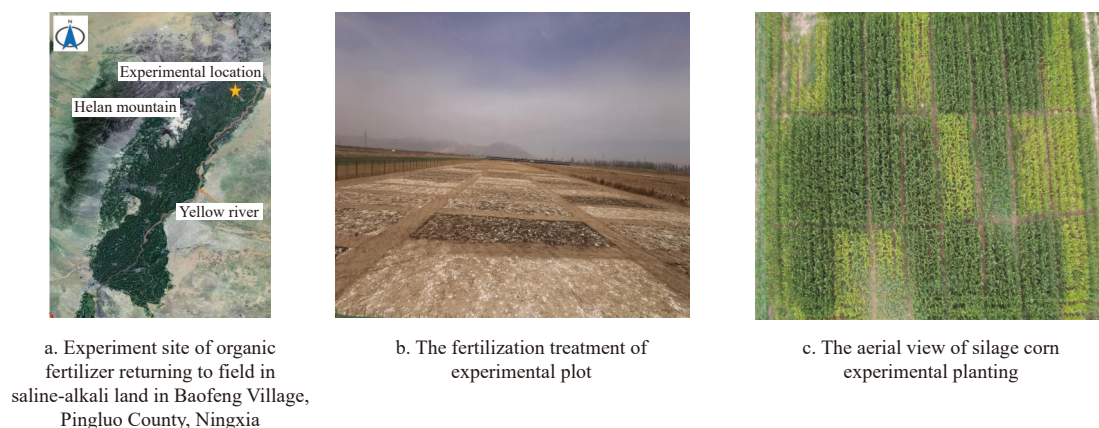 N
Experimental location
Helan mountain
Yellow river
a. Experiment site of organic
fertilizer returning to field in
saline-alkali land in Baofeng Village,
Pingluo County, Ningxia
b. The fertilization treatment of
experimental plot
c. The aerial view of silage corn
experimental planting